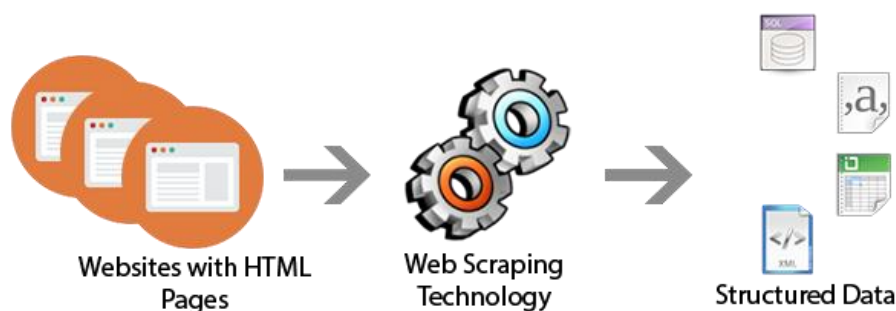 SQL
,a,
</>
XML
Websites with HTML
Pages
Web Scraping
Technology
Structured Data